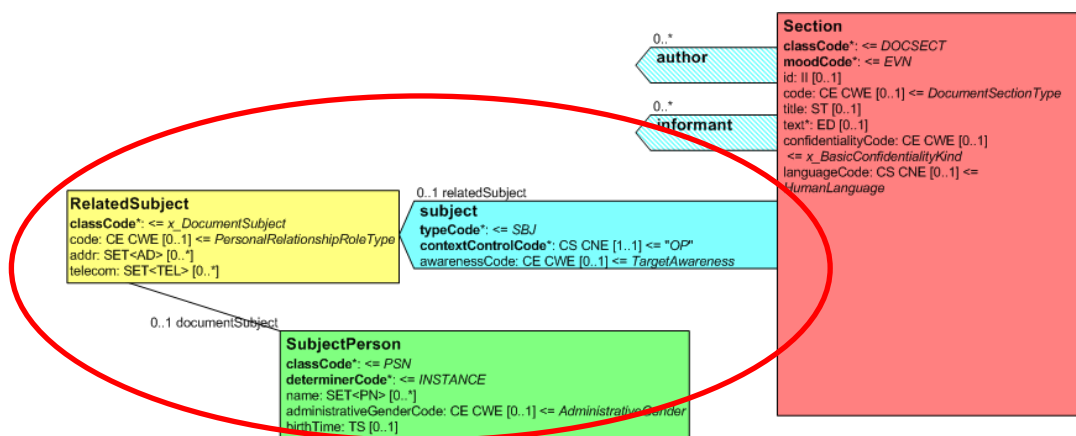 0..*
author
0..*
informant
Section
classCode*: <= DOCSECT
moodCode*: <= EVN
id: II [0..1]
code: CE CWE [0..1] <= DocumentSectionType
title: ST [0..1]
text*: ED [0..1]
confidentialityCode: CE CWE [0..1]
<= x_BasicConfidentialityKind
languageCode: CS CNE [0..1] <=
HumanLanguage
0..1 relatedSubject
subject
typeCode*: <= SBJ
contextControlCode*: CS CNE [1..1] <= "OP"
awarenessCode: CE CWE [0..1] <= TargetAwareness
RelatedSubject
classCode*: <= x_DocumentSubject
code: CE CWE [0..1] <= PersonalRelationshipRoleType
addr: SET<AD> [0..*]
telecom: SET<TEL> [0..*]
0..1 documentSubject
SubjectPerson
classCode*: <= PSN
determinerCode*: <= INSTANCE
name: SET<PN> [0..*]
administrativeGenderCode: CE CWE [0..1] <= AdministrativeGender
birthTime: TS [0..1]